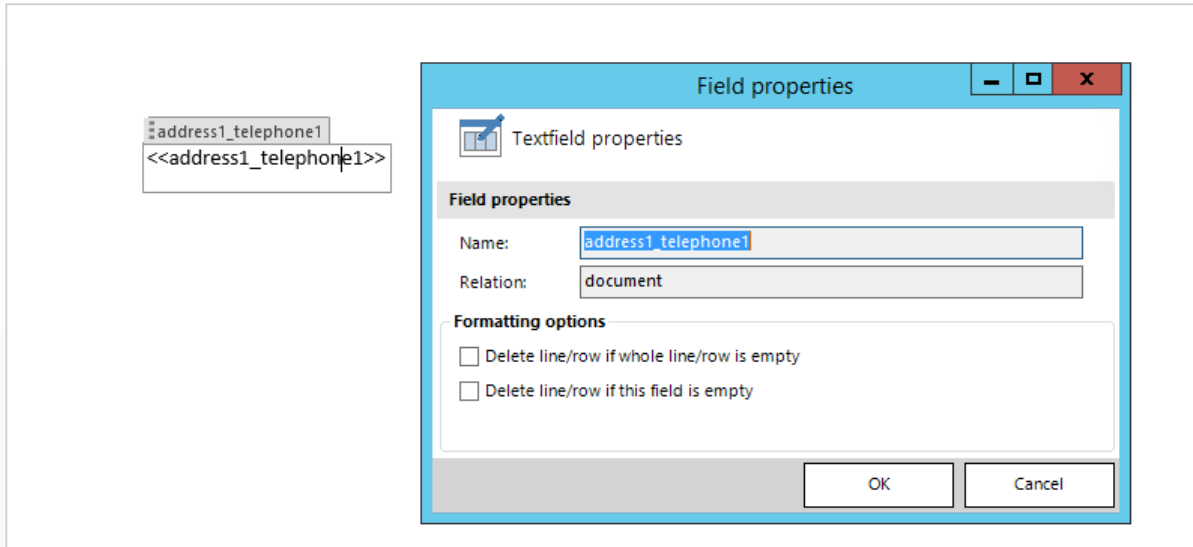 address1_telephone1
<<address1_telephone1>>
Field properties
x
Textfield properties
Field properties
Name:
address1_telephone1
Relation:
document
Formatting options
Delete line/row if whole line/row is empty
Delete line/row if this field is empty
OK
Cancel